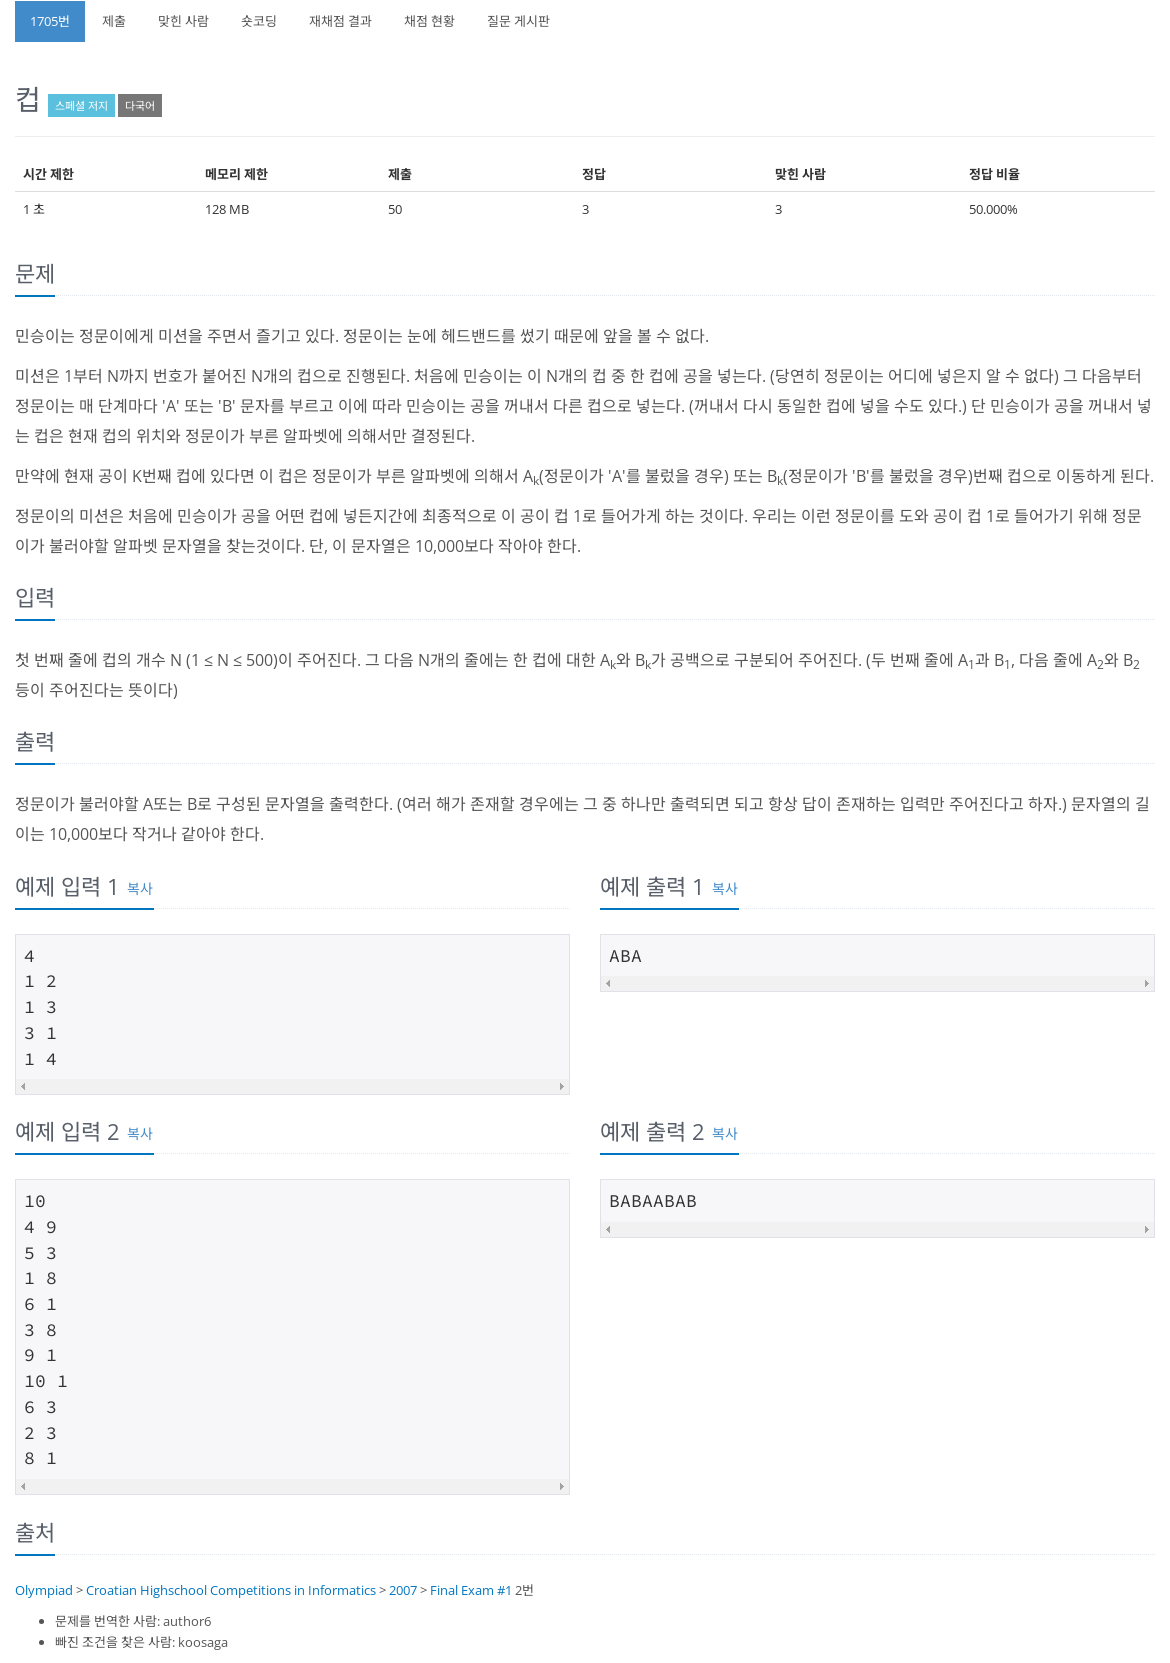 1705번 제출 맞힌 사람 숏코딩 재채점 결과 채점 현황 질문 게시판
컵 스페셜 저지 다국어
시간 제한 메모리 제한 제출 정답 맞힌 사람 정답 비율
1 초 128 MB 50 3 3 50.000%
문제
민승이는 정문이에게 미션을 주면서 즐기고 있다. 정문이는 눈에 헤드밴드를 썼기 때문에 앞을 볼 수 없다.
미션은 1부터 N까지 번호가 붙어진 N개의 컵으로 진행된다. 처음에 민승이는 이 N개의 컵 중 한 컵에 공을 넣는다. (당연히 정문이는 어디에 넣은지 알 수 없다) 그 다음부터
정문이는 매 단계마다 'A' 또는 'B' 문자를 부르고 이에 따라 민승이는 공을 꺼내서 다른 컵으로 넣는다. (꺼내서 다시 동일한 컵에 넣을 수도 있다.) 단 민승이가 공을 꺼내서 넣
는 컵은 현재 컵의 위치와 정문이가 부른 알파벳에 의해서만 결정된다.
만약에 현재 공이 K번째 컵에 있다면 이 컵은 정문이가 부른 알파벳에 의해서 Ak(정문이가 'A'를 불렀을 경우) 또는 Bk(정문이가 'B'를 불렀을 경우)번째 컵으로 이동하게 된다.
정문이의 미션은 처음에 민승이가 공을 어떤 컵에 넣든지간에 최종적으로 이 공이 컵 1로 들어가게 하는 것이다. 우리는 이런 정문이를 도와 공이 컵 1로 들어가기 위해 정문
이가 불러야할 알파벳 문자열을 찾는것이다. 단, 이 문자열은 10,000보다 작아야 한다.
입력
첫 번째 줄에 컵의 개수 N (1 ≤ N ≤ 500)이 주어진다. 그 다음 N개의 줄에는 한 컵에 대한 Ak와 Bk가 공백으로 구분되어 주어진다. (두 번째 줄에 A1과 B1, 다음 줄에 A2와 B2
등이 주어진다는 뜻이다)
출력
정문이가 불러야할 A또는 B로 구성된 문자열을 출력한다. (여러 해가 존재할 경우에는 그 중 하나만 출력되면 되고 항상 답이 존재하는 입력만 주어진다고 하자.) 문자열의 길
이는 10,000보다 작거나 같아야 한다.
예제 입력 1 복사
4
1 2
1 3
3 1
1 4
예제 출력 1 복사
ABA
예제 입력 2 복사
10
4 9
5 3
1 8
6 1
3 8
9 1
10 1
6 3
2 3
8 1
예제 출력 2 복사
BABAABAB
출처
Olympiad > Croatian Highschool Competitions in Informatics > 2007 > Final Exam #1 2번
• 문제를 번역한 사람: author6
• 빠진 조건을 찾은 사람: koosaga